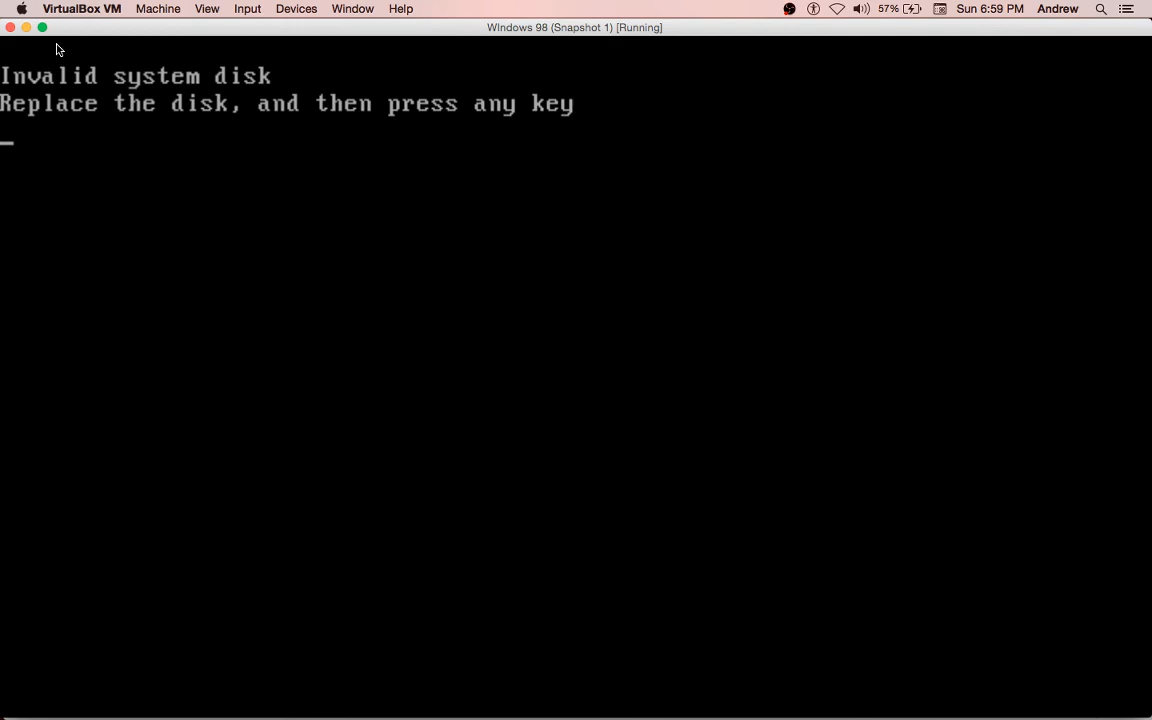 VirtualBox VM Machine View Input Devices Window Help 57% Sun 6:59 PM Andrew
WIndows 98 (Snapshot 1) [Running]
Invalid system disk
Replace the disk, and then press any key